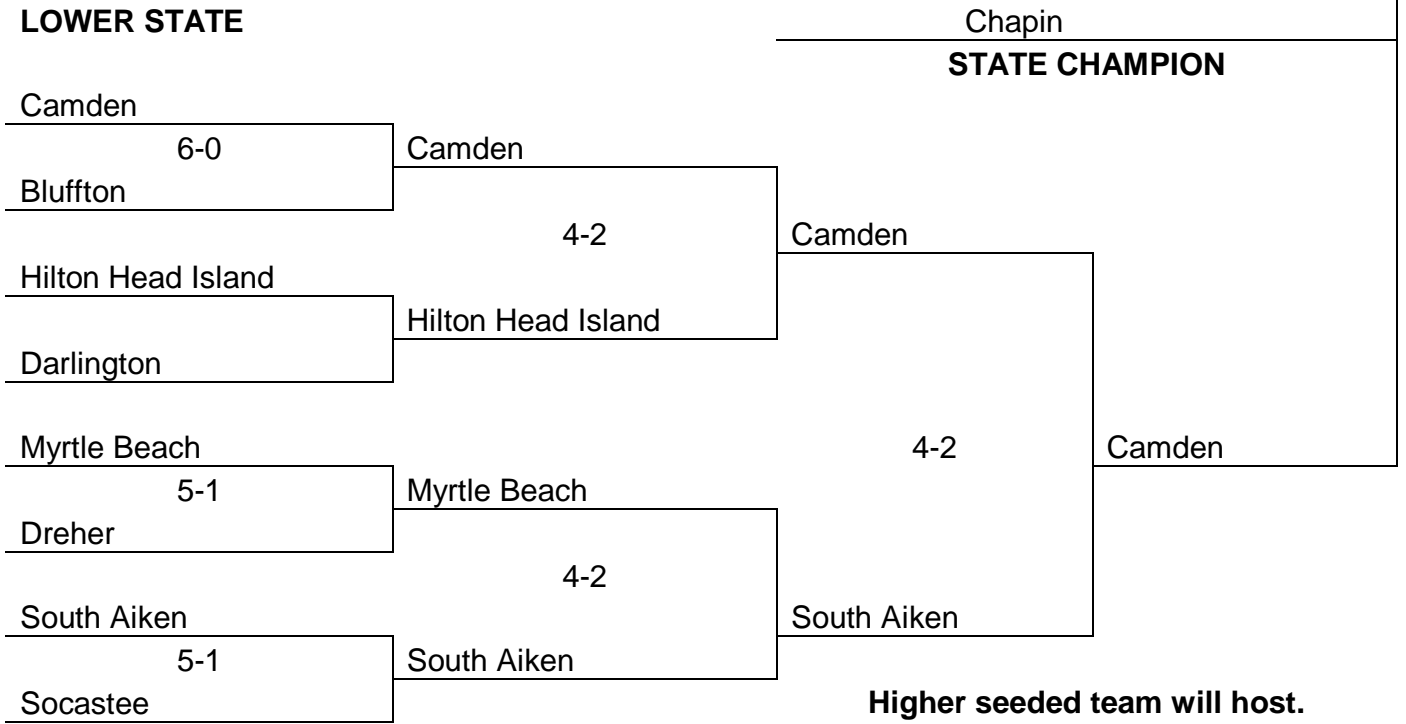 LOWER STATE
Chapin
STATE CHAMPION
Camden
6-0
Camden
Bluffton
4-2
Camden
Hilton Head Island
Hilton Head Island
Darlington
Myrtle Beach
4-2
Camden
5-1
Myrtle Beach
Dreher
4-2
South Aiken
South Aiken
5-1
South Aiken
Socastee
Higher seeded team will host.